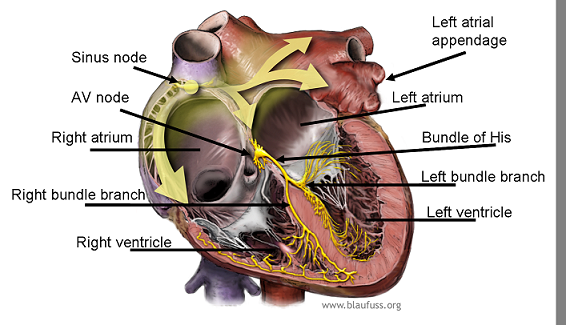 Left atrial
appendage
Sinus node
AV node
Left atrium
Right atrium
Bundle of His
Left bundle branch
Right bundle branch
Left ventricle
Right ventricle
www.blaufuss.org